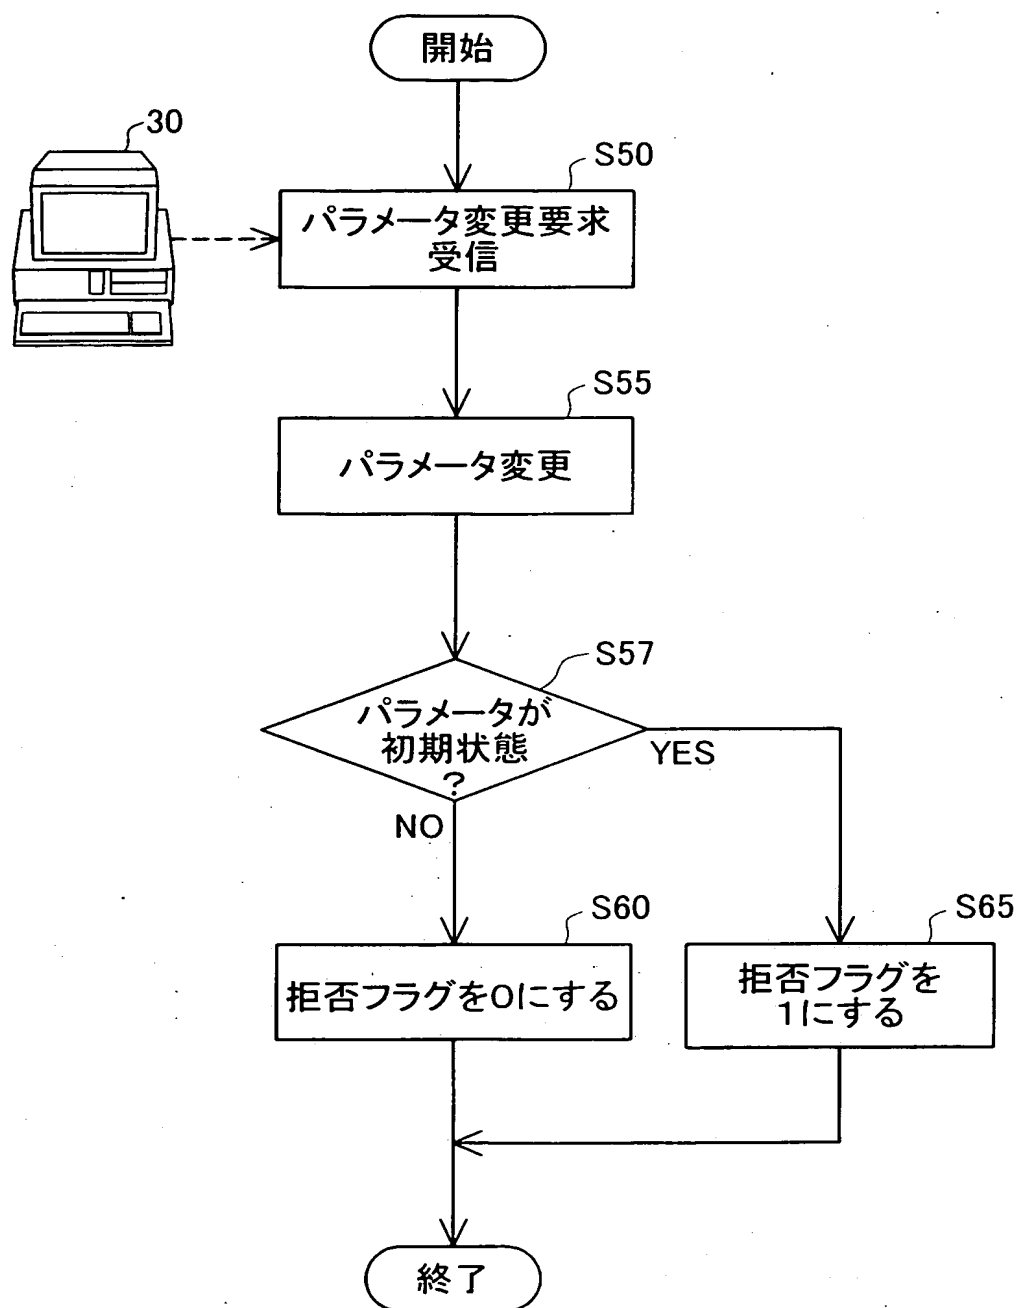 開始
30
S50
パラメータ変更要求
受信
S55
パラメータ変更
S57
パラメータが
初期状態
?
YES
NO
S60
拒否フラグを0にする
S65
拒否フラグを
1にする
終了